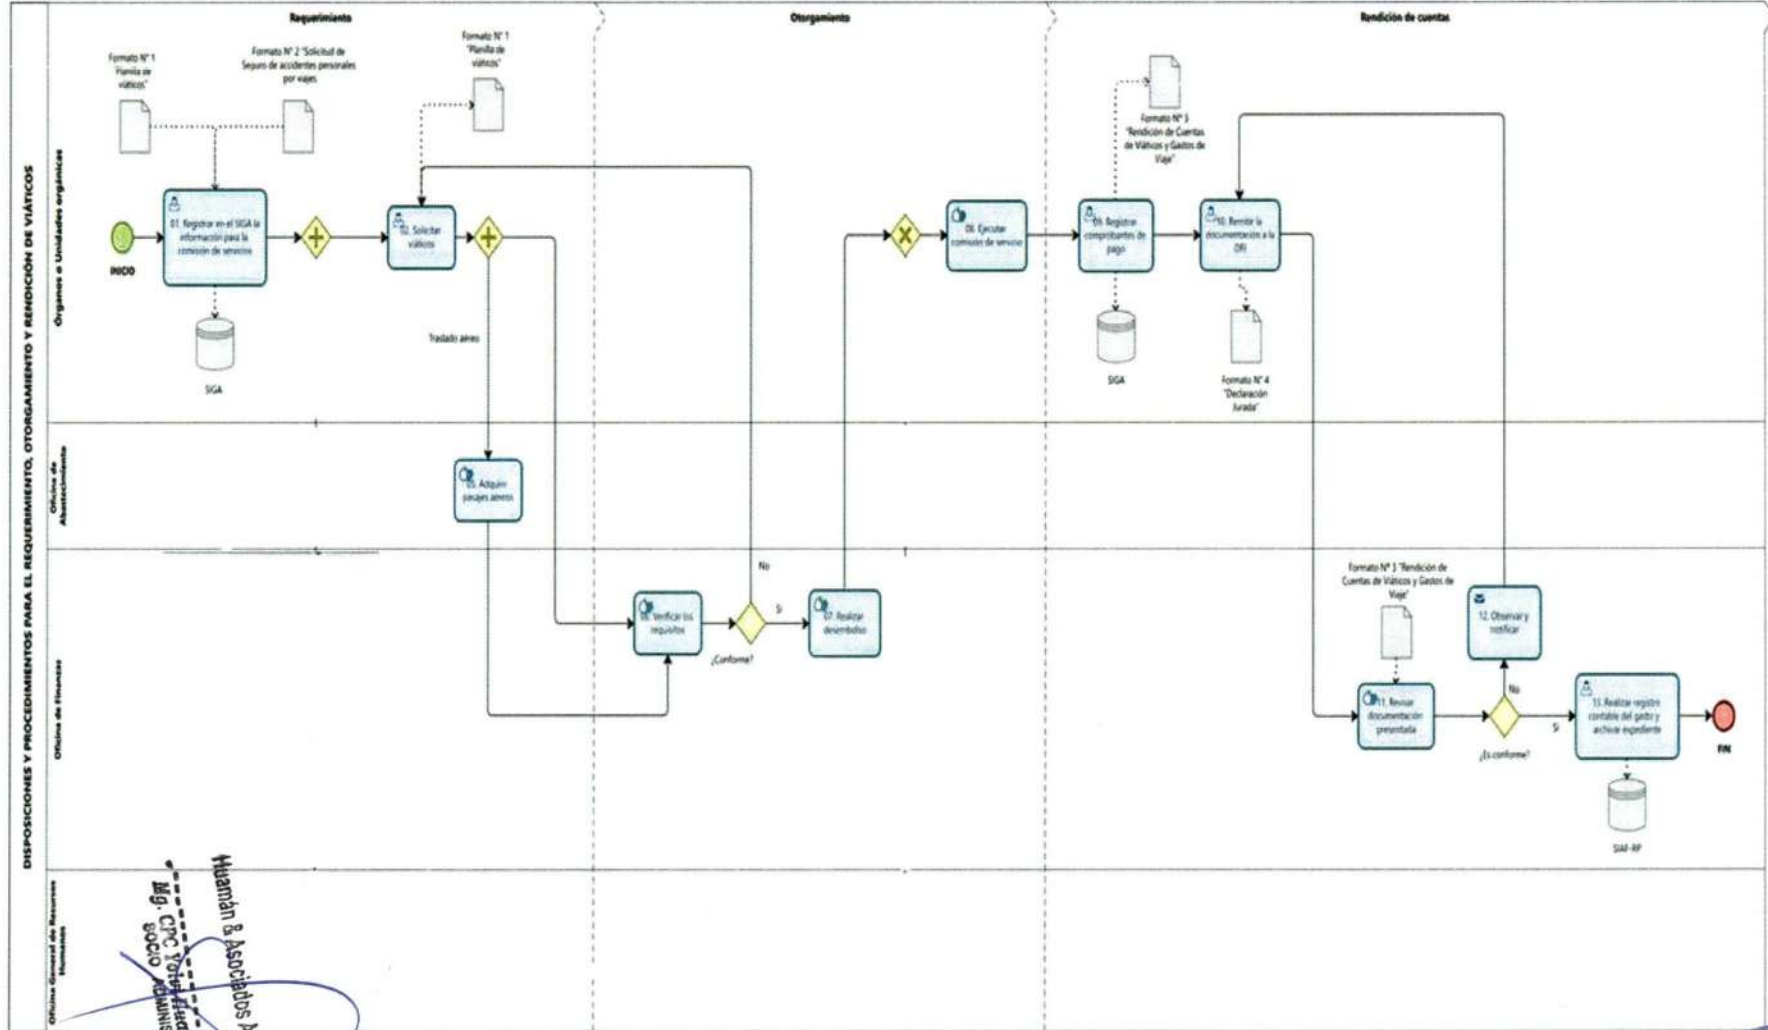 DISPOSICIONES Y PROCEDIMIENTOS PARA EL REQUERIMIENTO, OTORGAMIENTO Y RENDICIÓN DE VIÁTICOS
Requerimiento
Otorgamiento
Rendición de cuentas
Órganos o Unidades orgánicas
Formato N° 1
"Planilla de
viáticos"
Formato N° 2 "Solicitud de
Seguro de accidentes personales
por viajes
Formato N° 1
"Planilla de
viáticos"
Formato N° 3
"Rendición de Cuentas
de Viáticos y Gastos de
Viaje"
INICIO
01. Registrar en el SIGA la
información para la
comisión de servicios
02. Solicitar
viáticos
08. Ejecutar
comisión de servicio
09. Registrar
comprobantes de
pago
10. Remitir la
documentación a la
OFI
SIGA
Traslado aéreo
SIGA
Formato N° 4
"Declaración
Jurada"
Oficina de
Abastecimiento
05. Adquirir
pasajes aéreos
Oficina de Finanzas
06. Verificar los
requisitos
¿Conforme?
No
Si
07. Realizar
desembolso
Formato N° 3 "Rendición de
Cuentas de Viáticos y Gastos de
Viaje"
11. Revisar
documentación
presentada
¿Es conforme?
No
Si
12. Observar y
notificar
13. Realizar registro
contable del gasto y
archivar expediente
FIN
SIAF-RP
Oficina General de Recursos
Humanos
Huamán & Asociados A
Mg. CPC
SOCIO ADMINIS